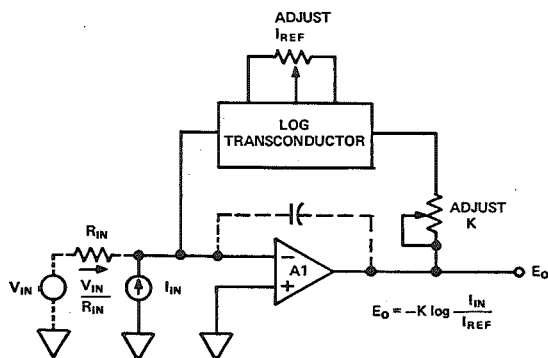 ADJUST
IREF
LOG
TRANSCONDUCTOR
ADJUST
K
RIN
VIN
VIN
RIN
IIN
−
A1
+
Eo
Eo = −K log IIN
IREF